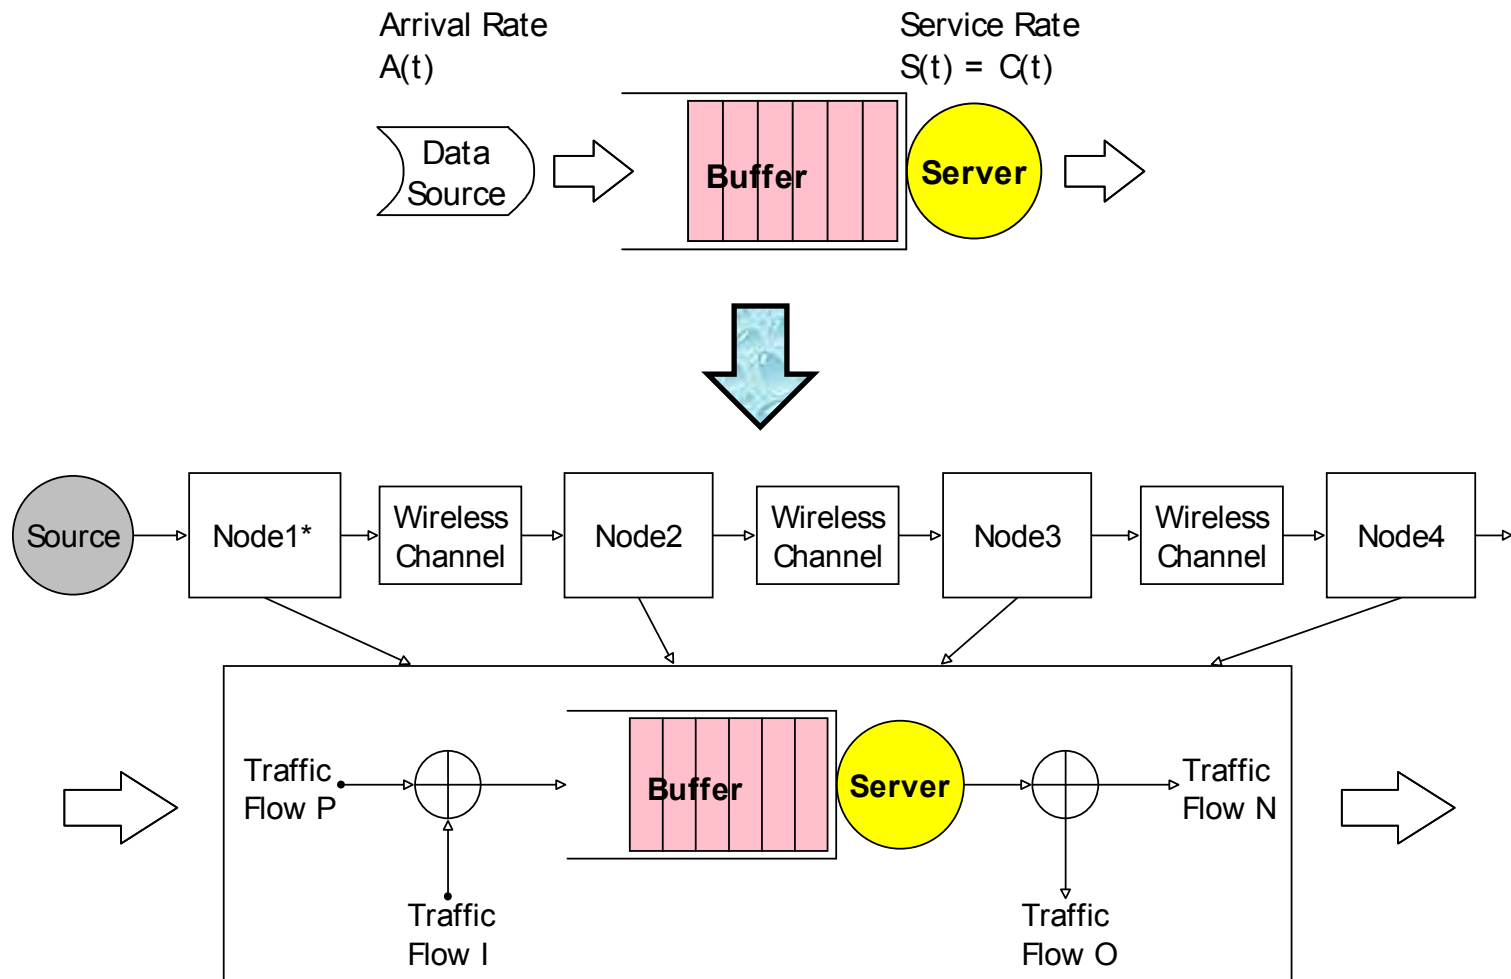 Arrival Rate
A(t)
Service Rate
S(t) = C(t)
Data
Source
Buffer
Server
Source
Node1*
Wireless
Channel
Node2
Wireless
Channel
Node3
Wireless
Channel
Node4
Traffic
Flow P
Buffer
Server
Traffic
Flow N
Traffic
Flow I
Traffic
Flow O